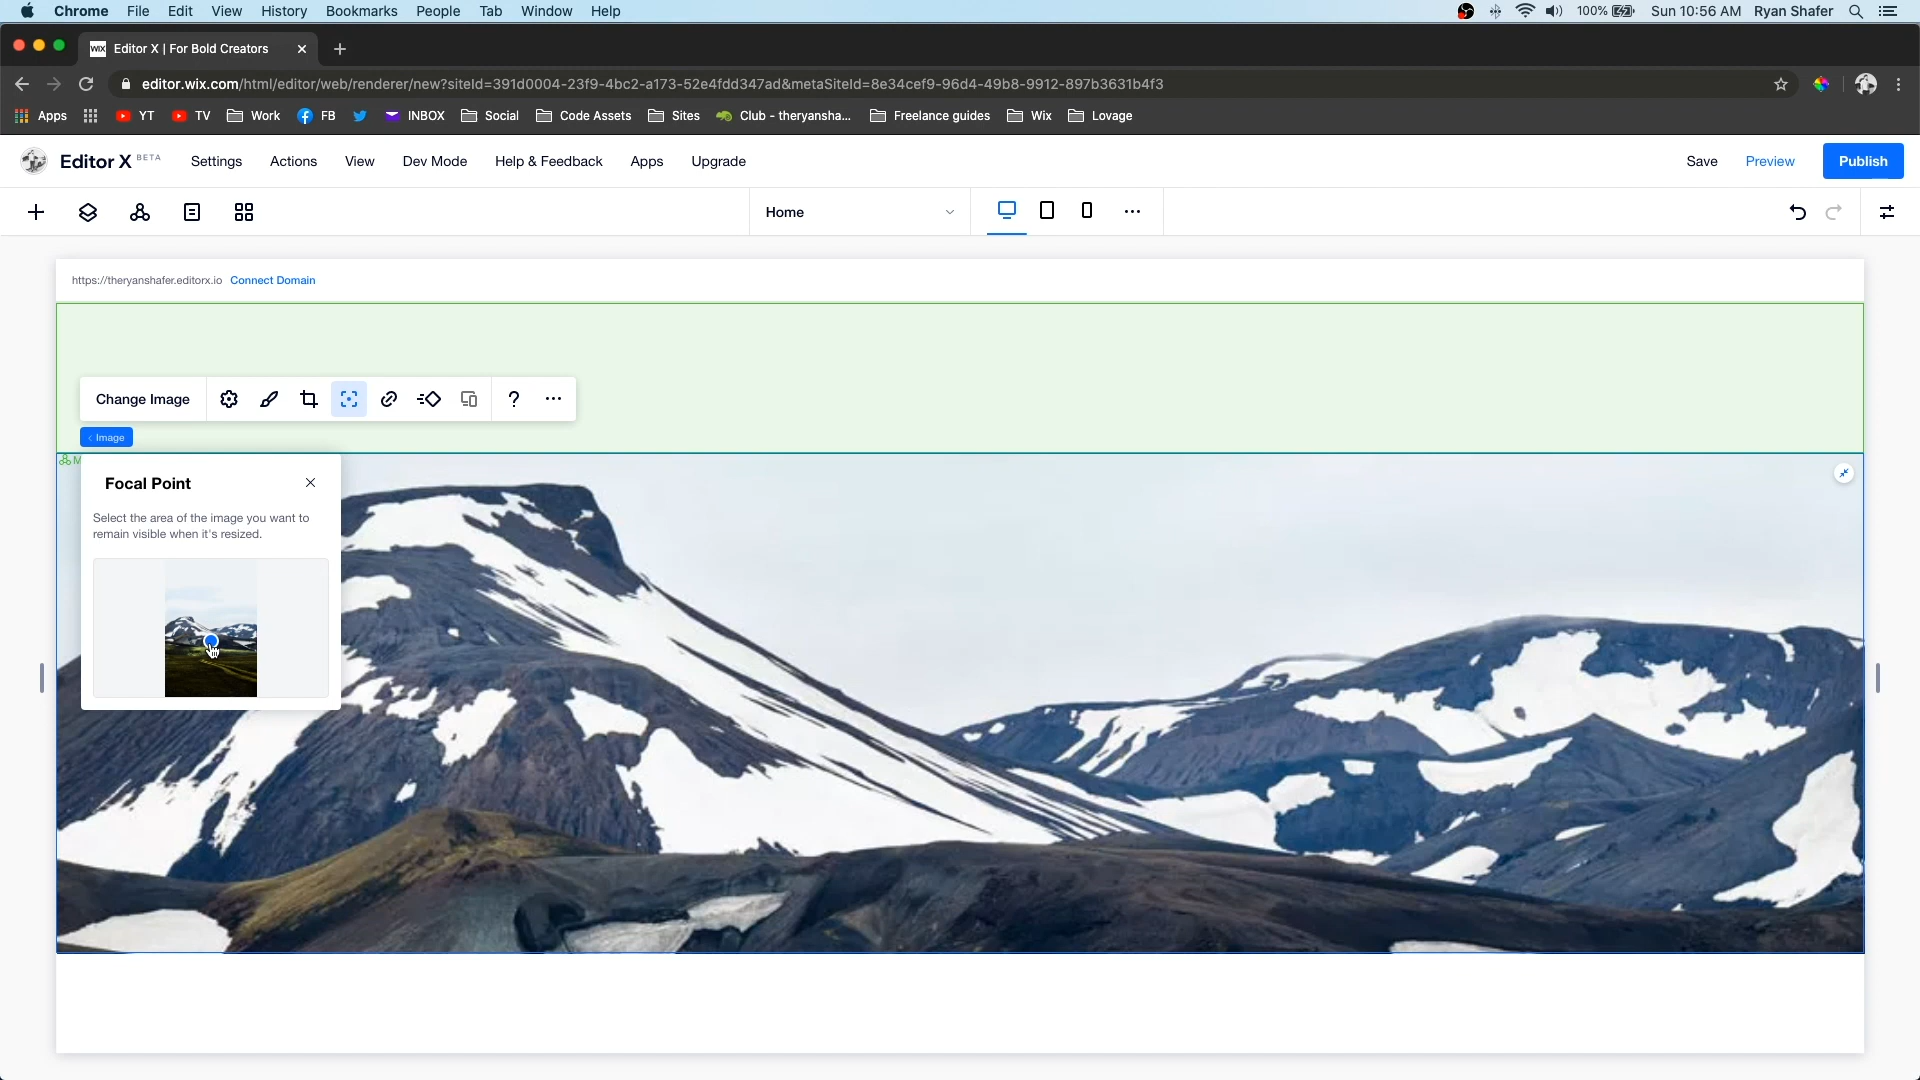 Chrome File Edit View History Bookmarks People Tab Window Help 100% Sun 10:56 AM Ryan Shafer
WIX Editor X | For Bold Creators
editor.wix.com/html/editor/web/renderer/new?siteId=391d0004-23f9-4bc2-a173-52e4fdd347ad&metaSiteId=8e34cef9-96d4-49b8-9912-897b3631b4f3
Apps YT TV Work FB INBOX Social Code Assets Sites Club - theryansha... Freelance guides Wix Lovage
Editor X BETA Settings Actions View Dev Mode Help & Feedback Apps Upgrade Save Preview Publish
Home
https://theryanshafer.editorx.io Connect Domain
Change Image ?
< Image
M
Focal Point
Select the area of the image you want to
remain visible when it's resized.